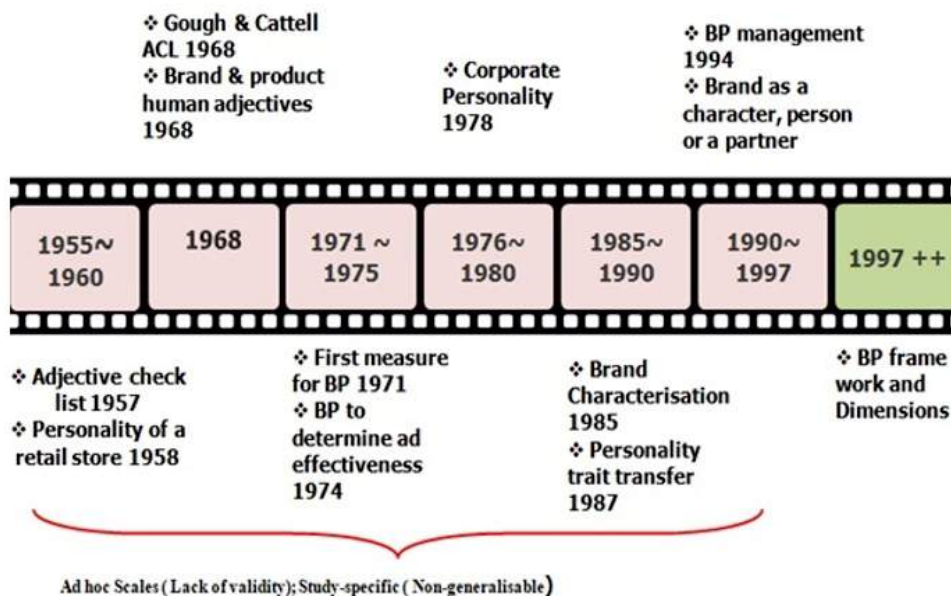 ❖ Gough & Cattell
ACL 1968
❖ Brand & product
human adjectives
1968
❖ Corporate
Personality
1978
❖ BP management
1994
❖ Brand as a
character, person
or a partner
1955~
1960
1968
1971 ~
1975
1976~
1980
1985~
1990
1990~
1997
1997 ++
❖ Adjective check
list 1957
❖ Personality of a
retail store 1958
❖ First measure
for BP 1971
❖ BP to
determine ad
effectiveness
1974
❖ Brand
Characterisation
1985
❖ Personality
trait transfer
1987
❖ BP frame
work and
Dimensions
Ad hoc Scales ( Lack of validity); Study-specific ( Non-generalisable)